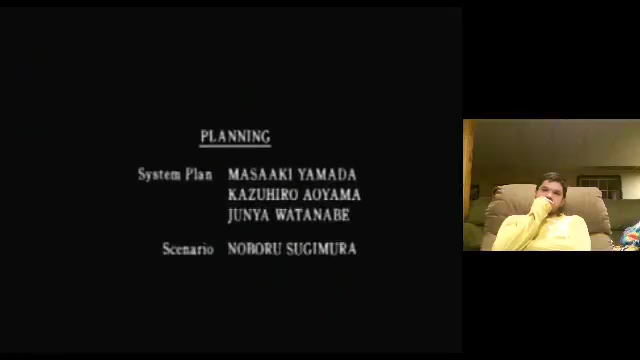 PLANNING
System Plan MASAAKI YAMADA
KAZUHIRO AOYAMA
JUNYA WATANABE
Scenario NOBORU SUGIMURA